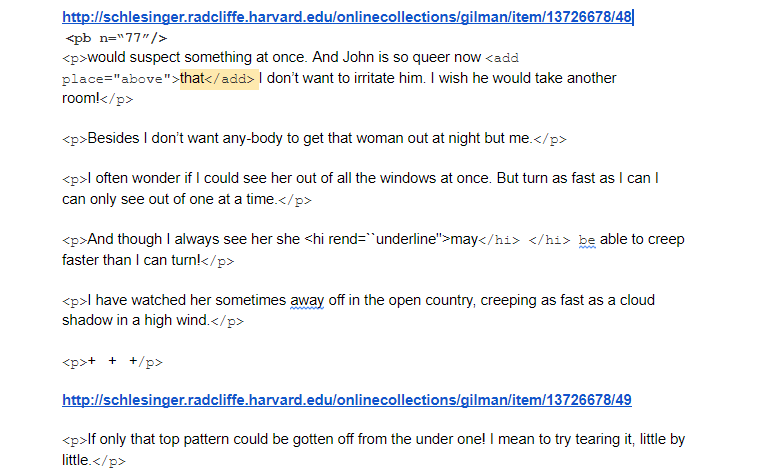 http://schlesinger.radcliffe.harvard.edu/onlinecollections/gilman/item/13726678/48
<pb n="77"/>
<p>would suspect something at once. And John is so queer now <add
place="above">that</add> I don't want to irritate him. I wish he would take another
room!</p>
<p>Besides I don't want any-body to get that woman out at night but me.</p>
<p>I often wonder if I could see her out of all the windows at once. But turn as fast as I can I
can only see out of one at a time.</p>
<p>And though I always see her she <hi rend=``underline">may</hi> </hi> be able to creep
faster than I can turn!</p>
<p>I have watched her sometimes away off in the open country, creeping as fast as a cloud
shadow in a high wind.</p>
<p>+ + +/p>
http://schlesinger.radcliffe.harvard.edu/onlinecollections/gilman/item/13726678/49
<p>If only that top pattern could be gotten off from the under one! I mean to try tearing it, little by
little.</p>